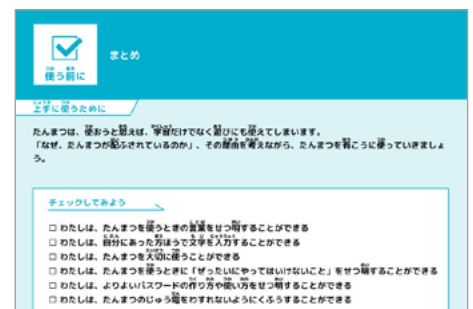 使う前に
まとめ
上手に使うために
たんまつは、使おうと思えば、学習だけでなく遊びにも使えてしまいます。
「なぜ、たんまつが配ふされているのか」、その理由を考えながら、たんまつを有こうに使っていきましょ
う。
チェックしてみよう
□ わたしは、たんまつを使うときの言葉をせつ明することができる
□ わたしは、自分にあった方ほうで文字を入力することができる
□ わたしは、たんまつを大切に使うことができる
□ わたしは、たんまつを使うときに「ぜったいにやってはいけないこと」をせつ明することができる
□ わたしは、よりよいパスワードの作り方や使い方をせつ明することができる
□ わたしは、たんまつのじゅう電をわすれないようにくふうすることができる